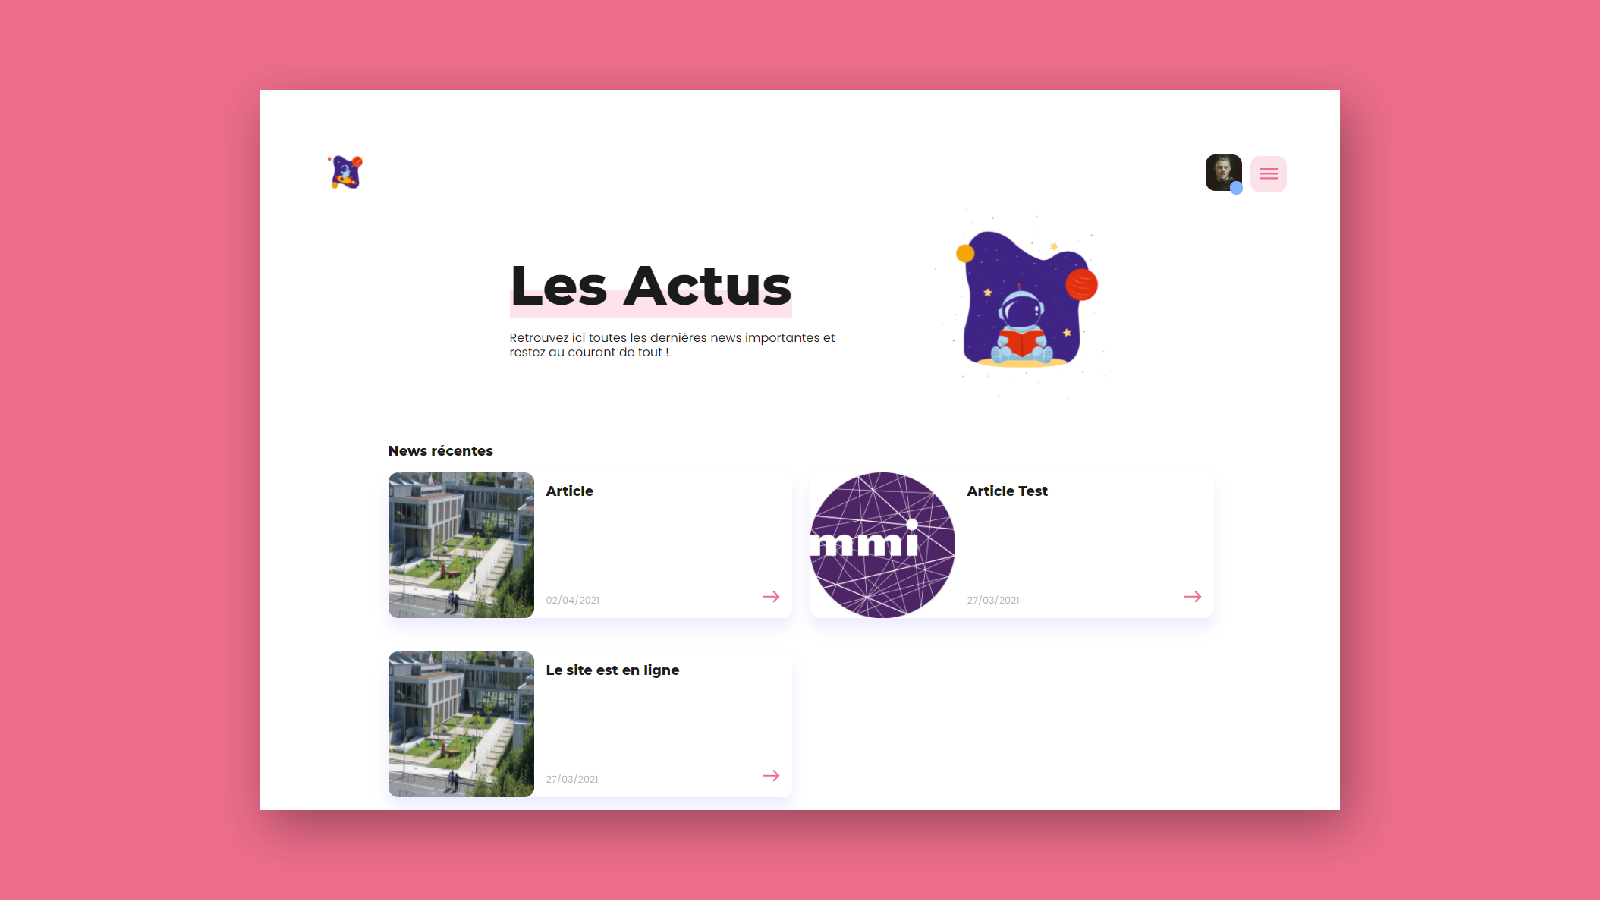 Les Actus
Retrouvez ici toutes les dernières news importantes et
restez au courant de tout !
News récentes
Article
02/04/2021
Article Test
mmi
27/03/2021
Le site est en ligne
27/03/2021